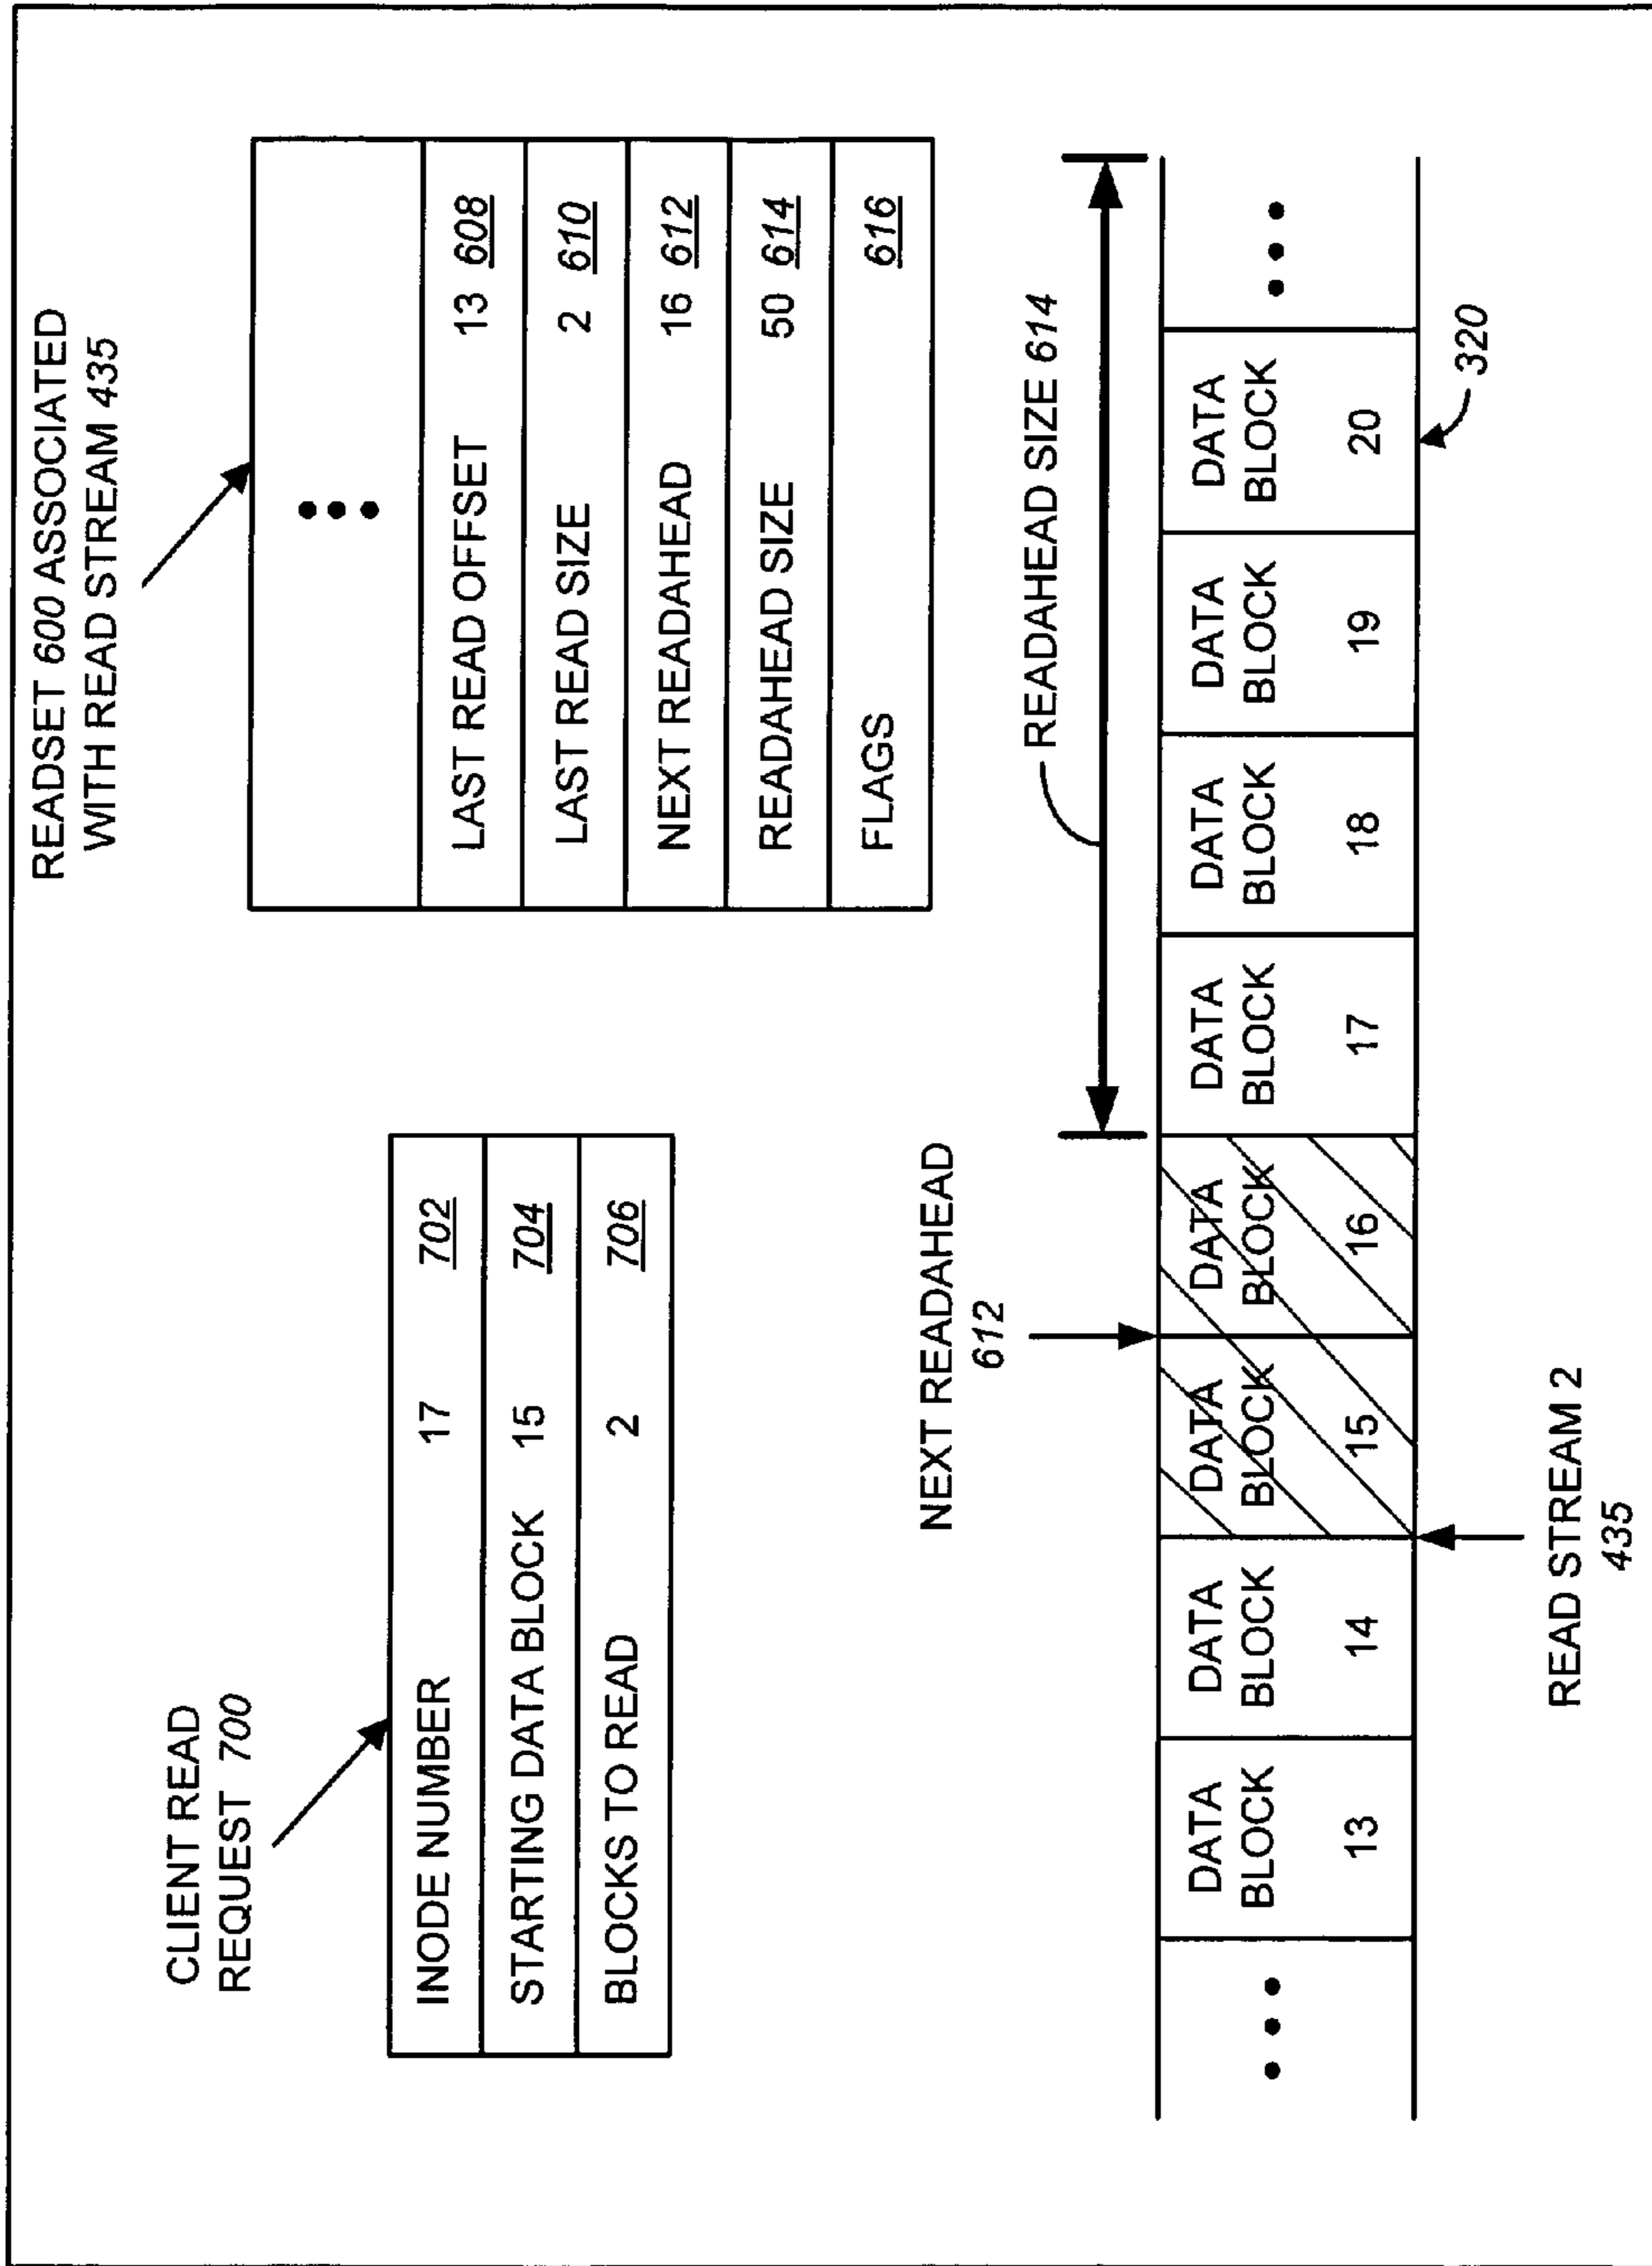 READSET 600 ASSOCIATED
WITH READ STREAM 435
CLIENT READ
REQUEST 700
INODE NUMBER 17 702
STARTING DATA BLOCK 15 704
BLOCKS TO READ 2 706
LAST READ OFFSET 13 608
LAST READ SIZE 2 610
NEXT READAHEAD 16 612
READAHEAD SIZE 50 614
FLAGS 616
NEXT READAHEAD
612
READAHEAD SIZE 614
DATA
BLOCK
13
DATA
BLOCK
14
DATA
BLOCK
15
DATA
BLOCK
16
DATA
BLOCK
17
DATA
BLOCK
18
DATA
BLOCK
19
DATA
BLOCK
20
320
READ STREAM 2
435